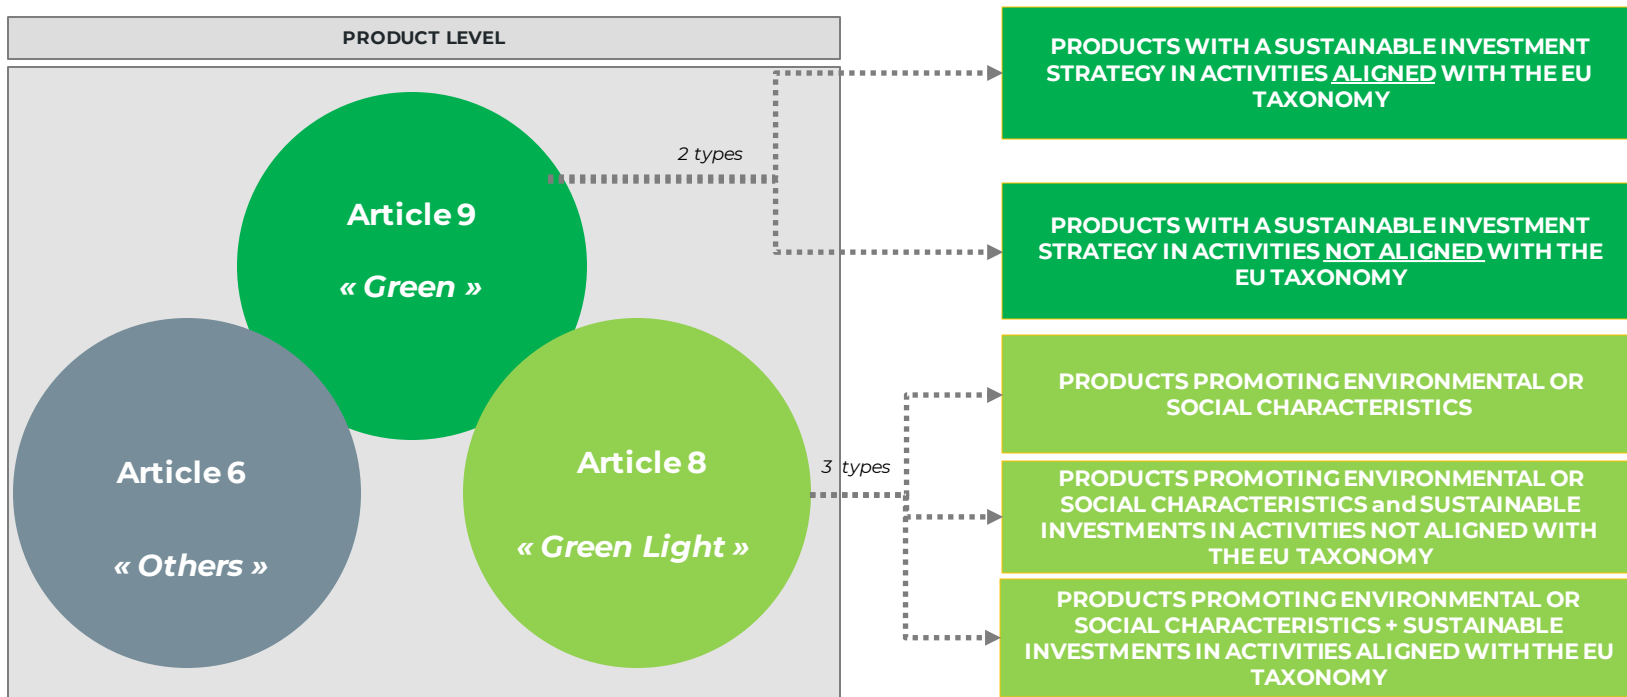 PRODUCT LEVEL
Article 9
« Green »
2 types
Article 6
« Others »
Article 8
« Green Light »
3 types
PRODUCTS WITH A SUSTAINABLE INVESTMENT
STRATEGY IN ACTIVITIES ALIGNED WITH THE EU
TAXONOMY
PRODUCTS WITH A SUSTAINABLE INVESTMENT
STRATEGY IN ACTIVITIES NOT ALIGNED WITH THE
EU TAXONOMY
PRODUCTS PROMOTING ENVIRONMENTAL OR
SOCIAL CHARACTERISTICS
PRODUCTS PROMOTING ENVIRONMENTAL OR
SOCIAL CHARACTERISTICS and SUSTAINABLE
INVESTMENTS IN ACTIVITIES NOT ALIGNED WITH
THE EU TAXONOMY
PRODUCTS PROMOTING ENVIRONMENTAL OR
SOCIAL CHARACTERISTICS + SUSTAINABLE
INVESTMENTS IN ACTIVITIES ALIGNED WITH THE EU
TAXONOMY